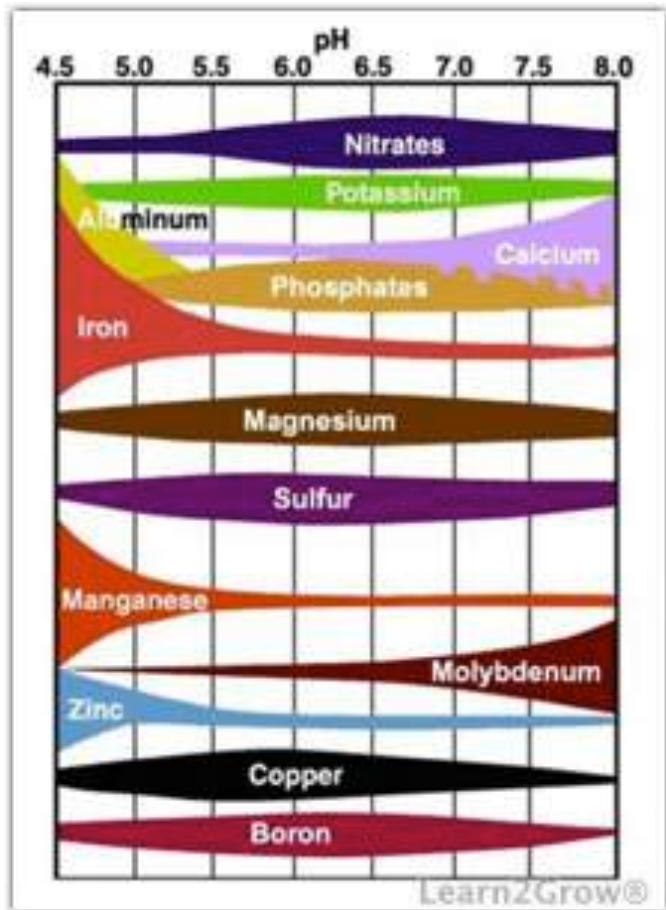 pH
4.5 5.0 5.5 6.0 6.5 7.0 7.5 8.0
Nitrates
Potassium
Aluminum
Calcium
Phosphates
Iron
Magnesium
Sulfur
Manganese
Molybdenum
Zinc
Copper
Boron
Learn2Grow®